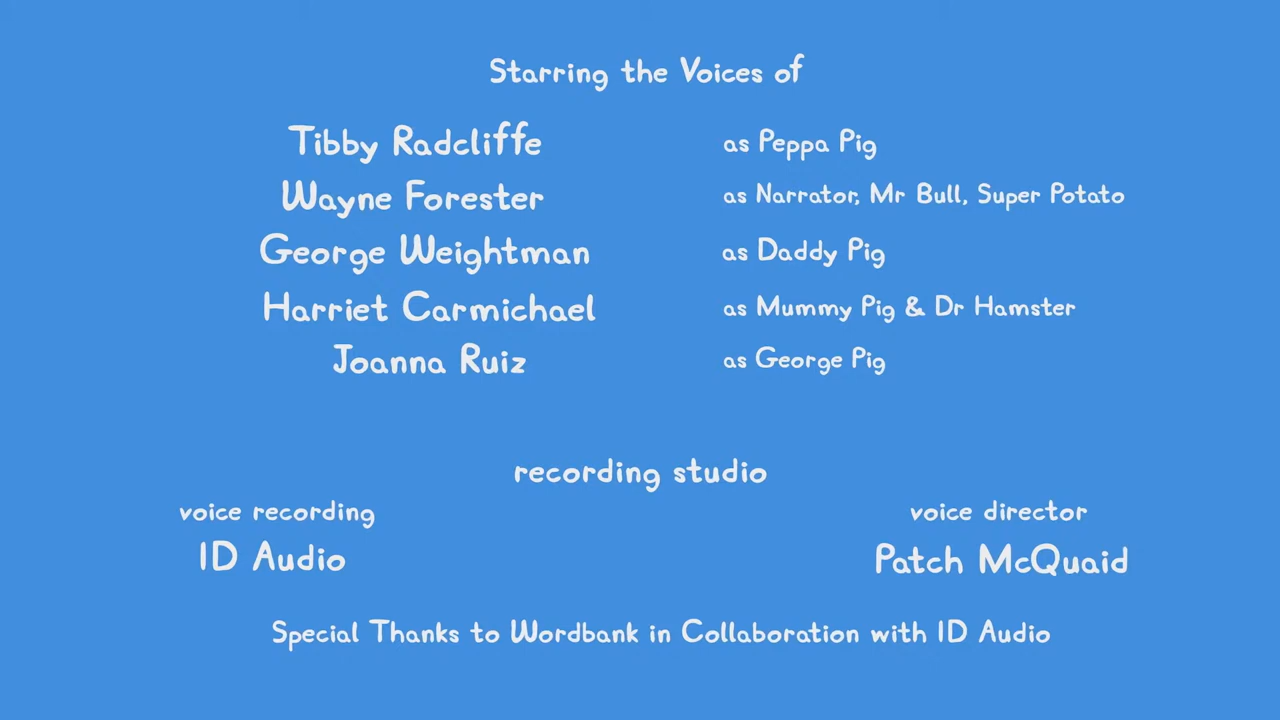 Starring the Voices of
Tibby Radcliffe as Peppa Pig
Wayne Forester as Narrator, Mr Bull, Super Potato
George Weightman as Daddy Pig
Harriet Carmichael as Mummy Pig & Dr Hamster
Joanna Ruiz as George Pig
recording studio
voice recording voice director
ID Audio Patch McQuaid
Special Thanks to Wordbank in Collaboration with ID Audio